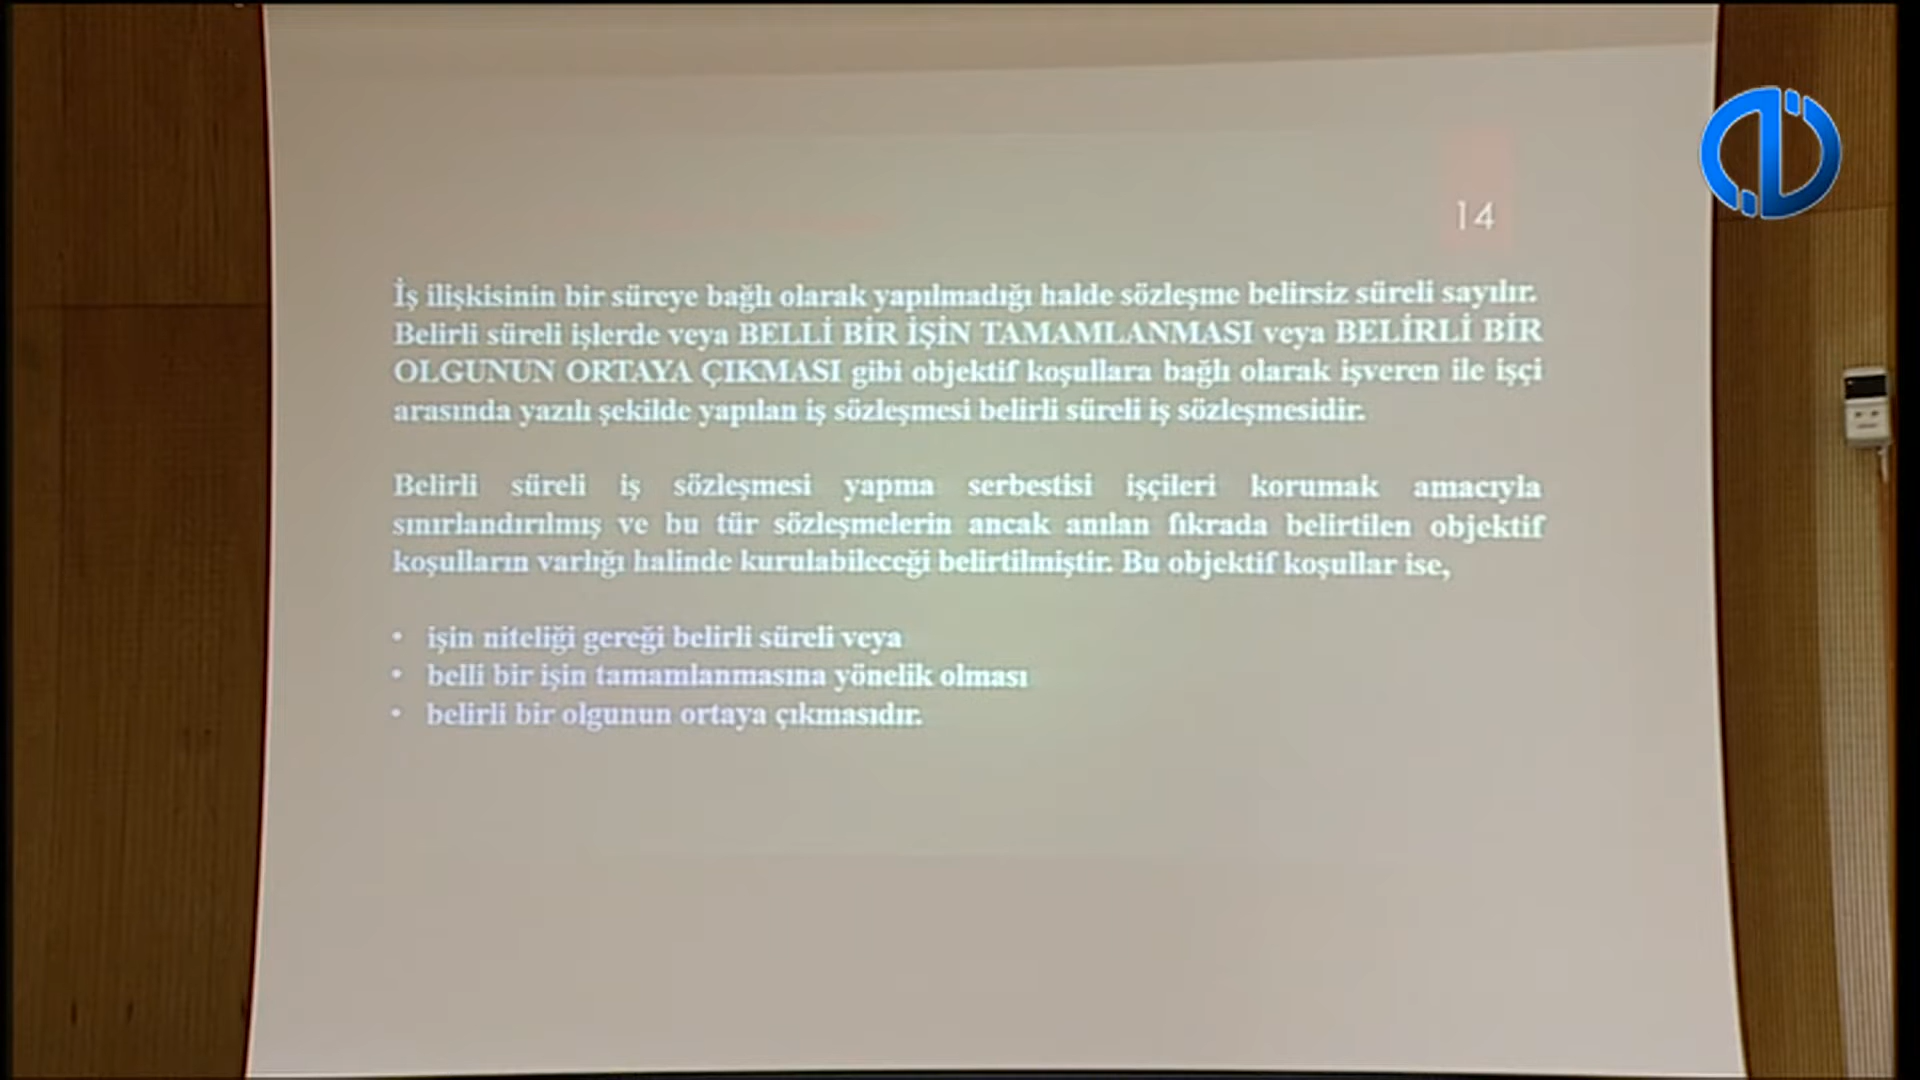 14
İş ilişkisinin bir süreye bağlı olarak yapılmadığı halde sözleşme belirsiz süreli sayılır.
Belirli süreli işlerde veya BELLİ BİR İŞİN TAMAMLANMASI veya BELİRLİ BİR
OLGUNUN ORTAYA ÇIKMASI gibi objektif koşullara bağlı olarak işveren ile işçi
arasında yazılı şekilde yapılan iş sözleşmesi belirli süreli iş sözleşmesidir.
Belirli süreli iş sözleşmesi yapma serbestisi işçileri korumak amacıyla
sınırlandırılmış ve bu tür sözleşmelerin ancak anılan fıkrada belirtilen objektif
koşulların varlığı halinde kurulabileceği belirtilmiştir. Bu objektif koşullar ise,
• işin niteliği gereği belirli süreli veya
• belli bir işin tamamlanmasına yönelik olması
• belirli bir olgunun ortaya çıkmasıdır.